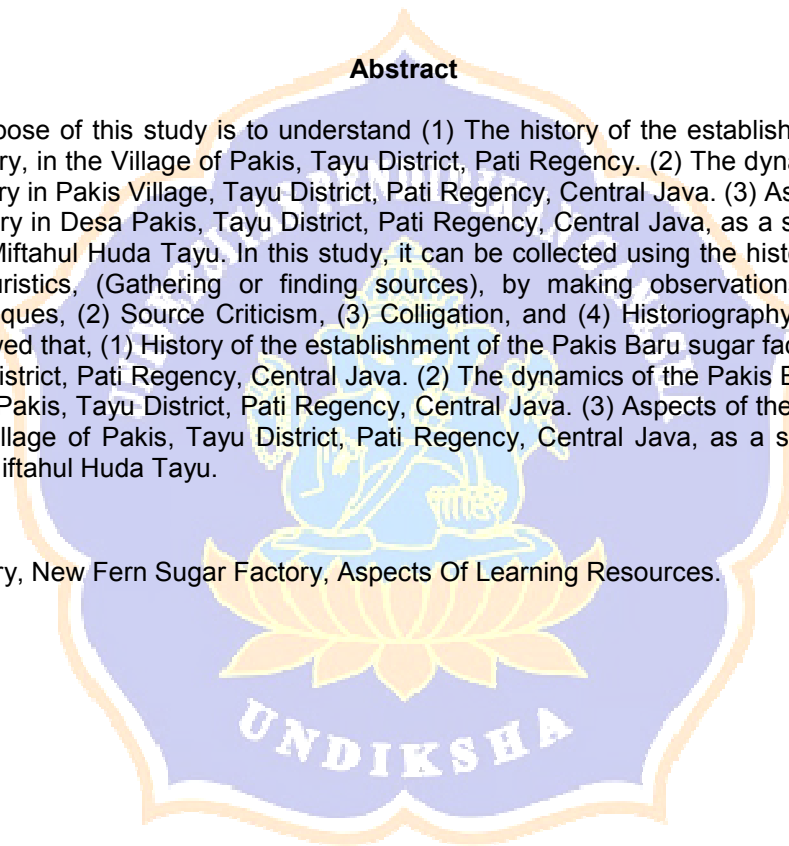 Abstract
pose of this study is to understand (1) The history of the establish
ry, in the Village of Pakis, Tayu District, Pati Regency. (2) The dyna
ry in Pakis Village, Tayu District, Pati Regency, Central Java. (3) As
ry in Desa Pakis, Tayu District, Pati Regency, Central Java, as a s
Miftahul Huda Tayu. In this study, it can be collected using the histo
uristics, (Gathering or finding sources), by making observations
iques, (2) Source Criticism, (3) Colligation, and (4) Historiography
ved that, (1) History of the establishment of the Pakis Baru sugar fac
District, Pati Regency, Central Java. (2) The dynamics of the Pakis B
Pakis, Tayu District, Pati Regency, Central Java. (3) Aspects of the
llage of Pakis, Tayu District, Pati Regency, Central Java, as a s
iftahul Huda Tayu.
ry, New Fern Sugar Factory, Aspects Of Learning Resources.
UNIVERSITAS PENDIDIKAN GANESHA
UNDIKSHA